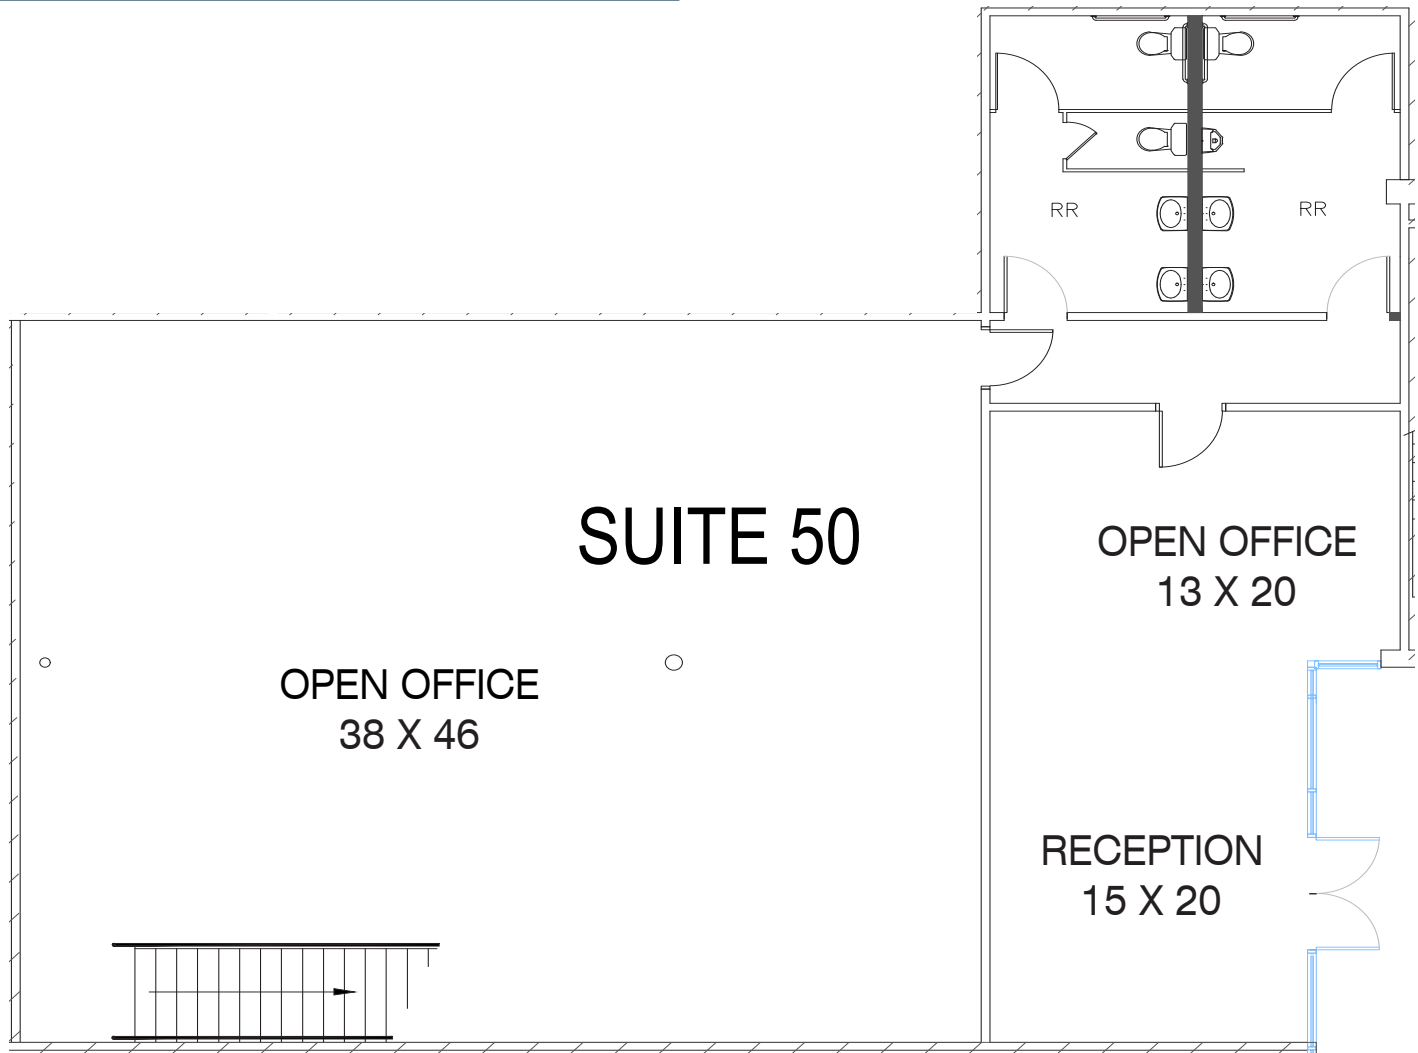 RR
RR
SUITE 50
OPEN OFFICE
13 X 20
OPEN OFFICE
38 X 46
RECEPTION
15 X 20